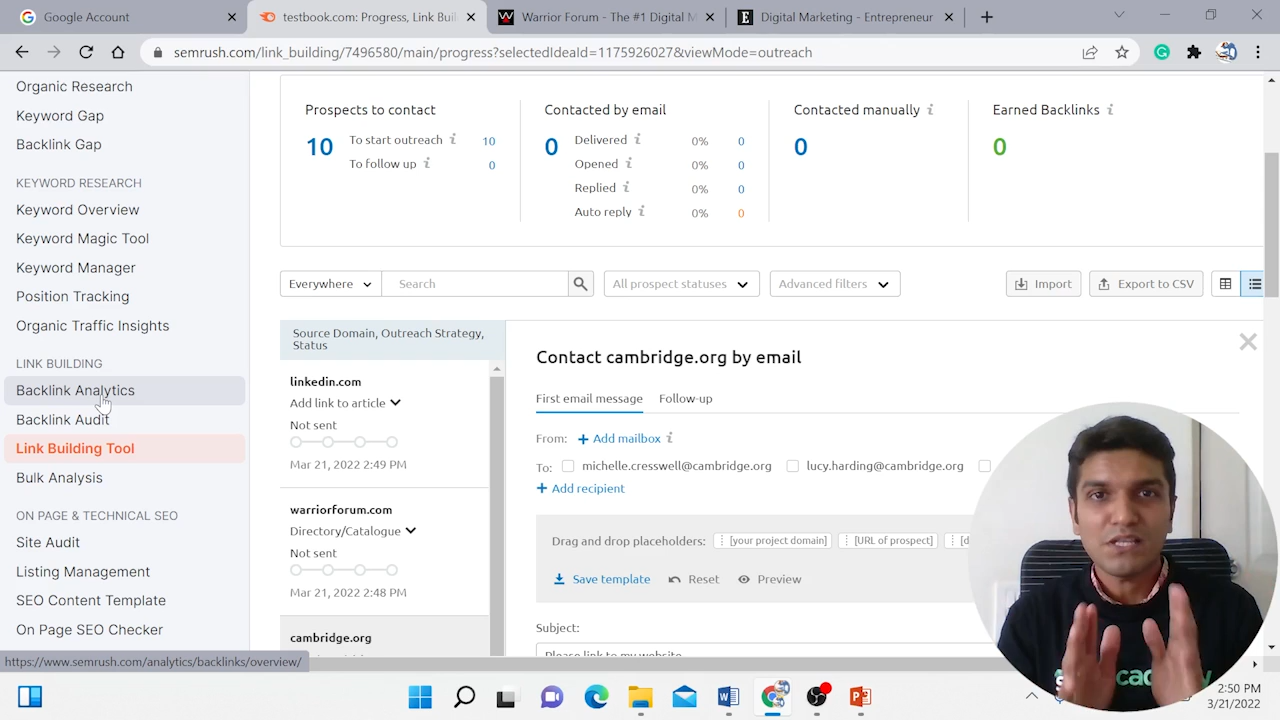 Google
testbook.com: Progress, Link Buil
Warrior Forum - The #1 Digital M
Digital Marketing - Entrepreneur
semrush.com/link_building/7496580/main/progress?selectedIdeaId=1175926027&viewMode=outreach
Organic Research
Keyword Gap
Backlink Gap
KEYWORD RESEARCH
Keyword Overview
Keyword Magic Tool
Keyword Manager
Position Tracking
Organic Traffic Insights
LINK BUILDING
Backlink Analytics
Backlink Audit
Link Building Tool
Bulk Analysis
ON PAGE & TECHNICAL SEO
Site Audit
Listing Management
SEO Content Template
On Page SEO Checker
https://www.semrush.com/analytics/backlinks/overview/
Prospects to contact
10
To start outreach 10
To follow up 0
Contacted by email
0
Delivered 0% 0
Opened 0% 0
Replied 0% 0
Auto reply 0% 0
Contacted manually
0
Earned Backlinks
0
Everywhere
Search
All prospect statuses
Advanced filters
Import
Export to CSV
Source Domain, Outreach Strategy,
Status
linkedin.com
Add link to article
Not sent
Mar 21, 2022 2:49 PM
warriorforum.com
Directory/Catalogue
Not sent
Mar 21, 2022 2:48 PM
cambridge.org
Contact cambridge.org by email
First email message Follow-up
From: + Add mailbox
To: michelle.cresswell@cambridge.org lucy.harding@cambridge.org
+ Add recipient
Drag and drop placeholders: [your project domain] [URL of prospect] [d
Save template Reset Preview
Subject:
Please link to my website
2:50 PM
3/21/2022